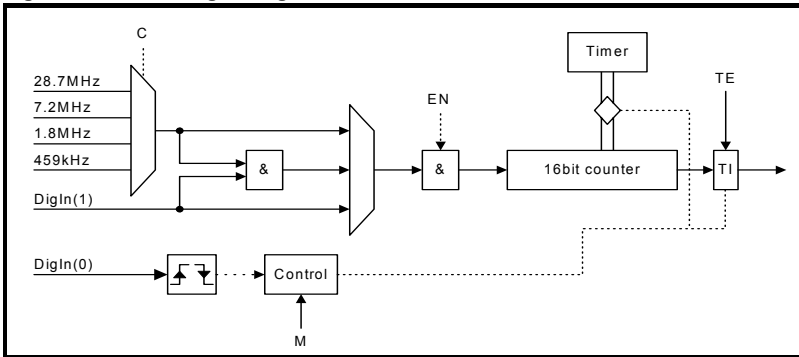 C
Timer
28.7MHz
TE
7.2MHz
EN
1.8MHz
459kHz
&
&
16bit counter
TI
DigIn(1)
DigIn(0)
Control
M